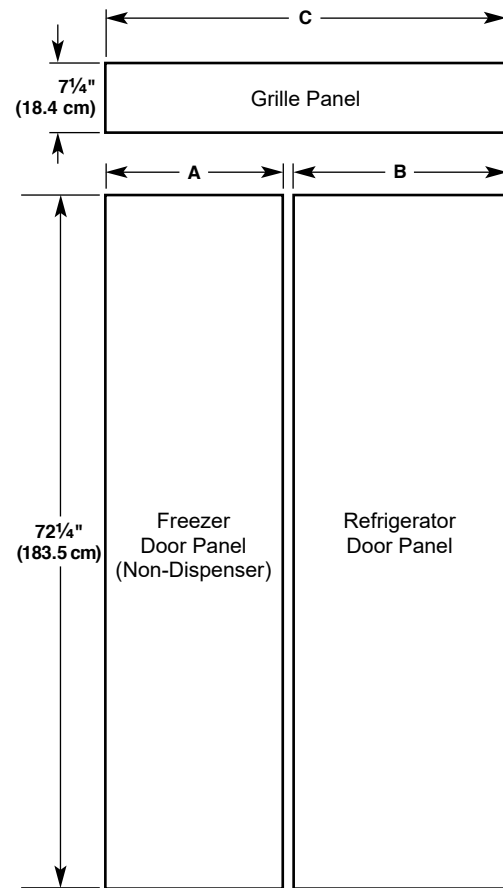 C
7¼"
(18.4 cm)
Grille Panel
A
B
72¼"
(183.5 cm)
Freezer
Door Panel
(Non-Dispenser)
Refrigerator
Door Panel